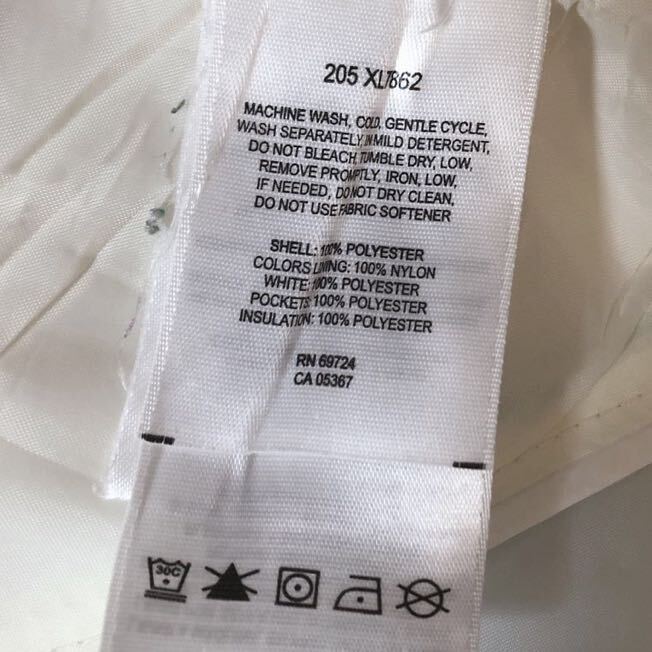 205 XL7862
MACHINE WASH, COLD, GENTLE CYCLE,
WASH SEPARATELY IN MILD DETERGENT,
DO NOT BLEACH, TUMBLE DRY, LOW,
REMOVE PROMPTLY, IRON, LOW,
IF NEEDED, DO NOT DRY CLEAN,
DO NOT USE FABRIC SOFTENER
SHELL: 100% POLYESTER
COLORS LINING: 100% NYLON
WHITE: 100% POLYESTER
POCKETS: 100% POLYESTER
INSULATION: 100% POLYESTER
RN 69724
CA 05367
30C